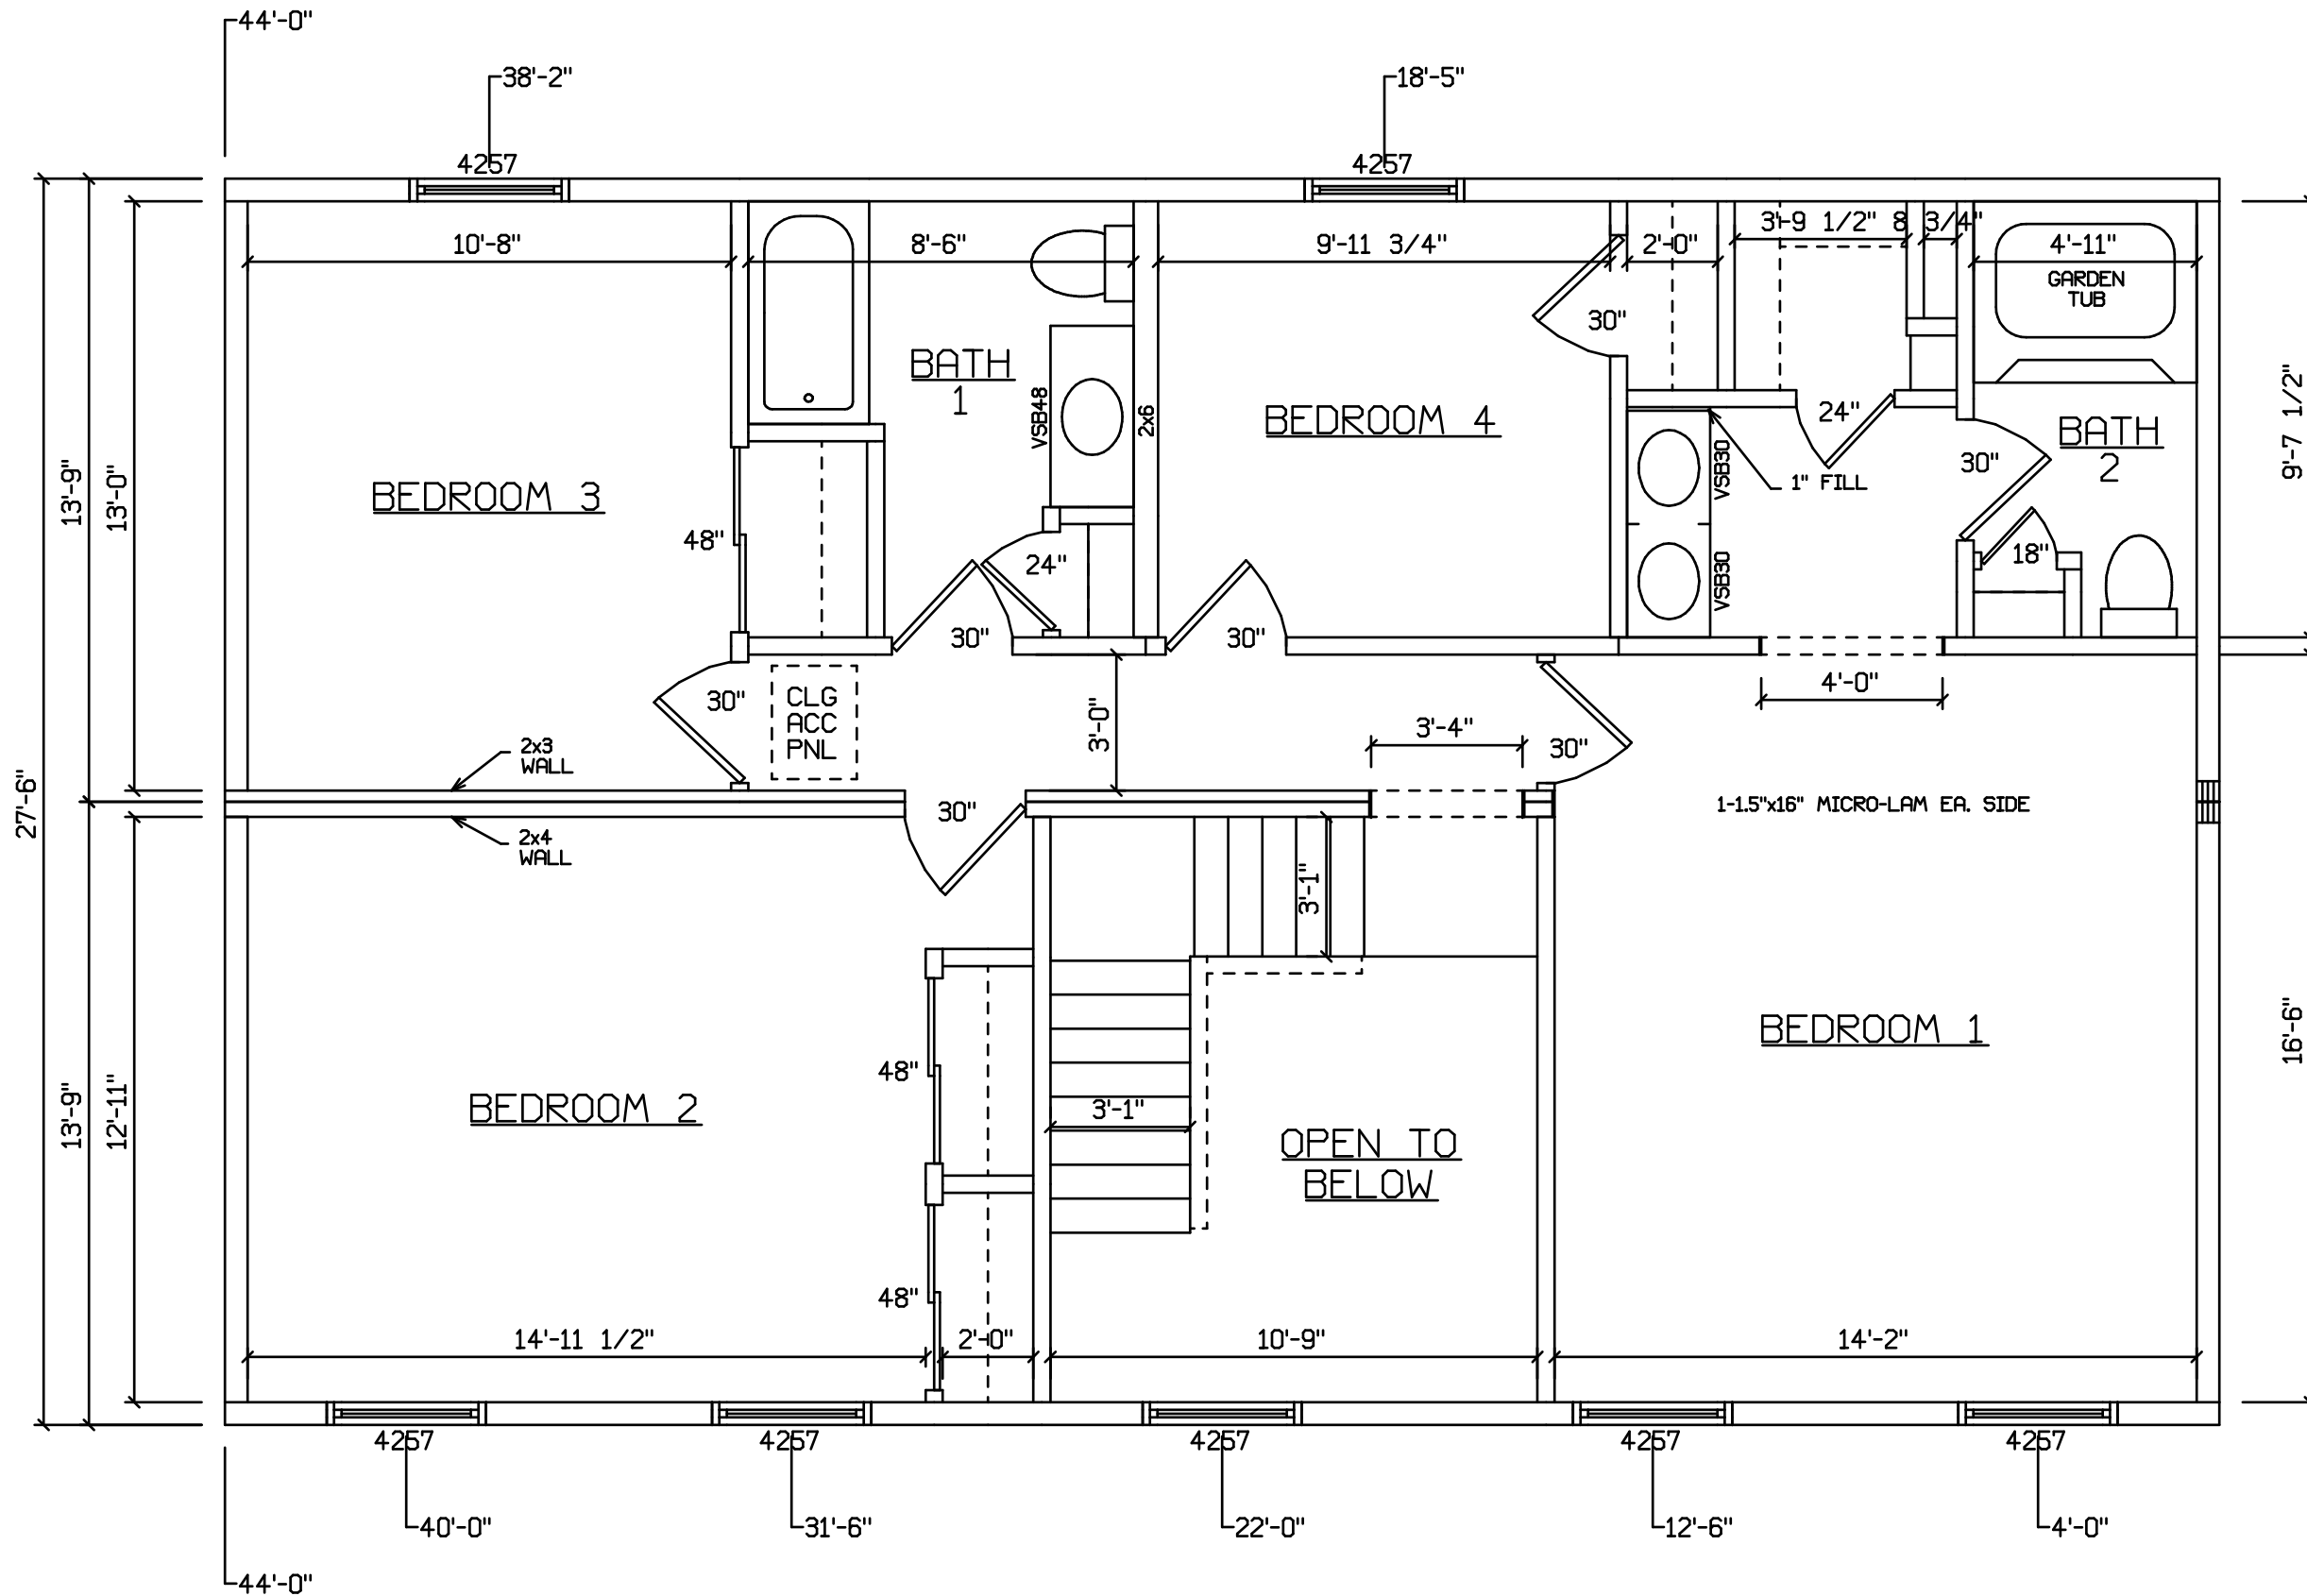 44'-0"
38'-2"
18'-5"
4257
4257
10'-8"
8'-6"
9'-11 3/4"
2'-0"
3'-9 1/2"
8 3/4"
4'-11"
GARDEN
TUB
30"
BATH
1
VSB48
2x6
BEDROOM 4
24"
BATH
2
9'-7 1/2"
13'-9"
13'-0"
BEDROOM 3
VSB30
1" FILL
30"
48"
24"
VSB30
18"
30"
30"
30"
CLG
ACC
PNL
3'-0"
3'-4"
4'-0"
30"
2x3
WALL
27'-6"
30"
1-1.5"x16" MICRO-LAM EA. SIDE
2x4
WALL
3'-1"
BEDROOM 1
16'-6"
48"
13'-9"
12'-11"
BEDROOM 2
3'-1"
OPEN TO
BELOW
48"
14'-11 1/2"
2'-0"
10'-9"
14'-2"
4257
4257
4257
4257
4257
40'-0"
31'-6"
22'-0"
12'-6"
4'-0"
44'-0"